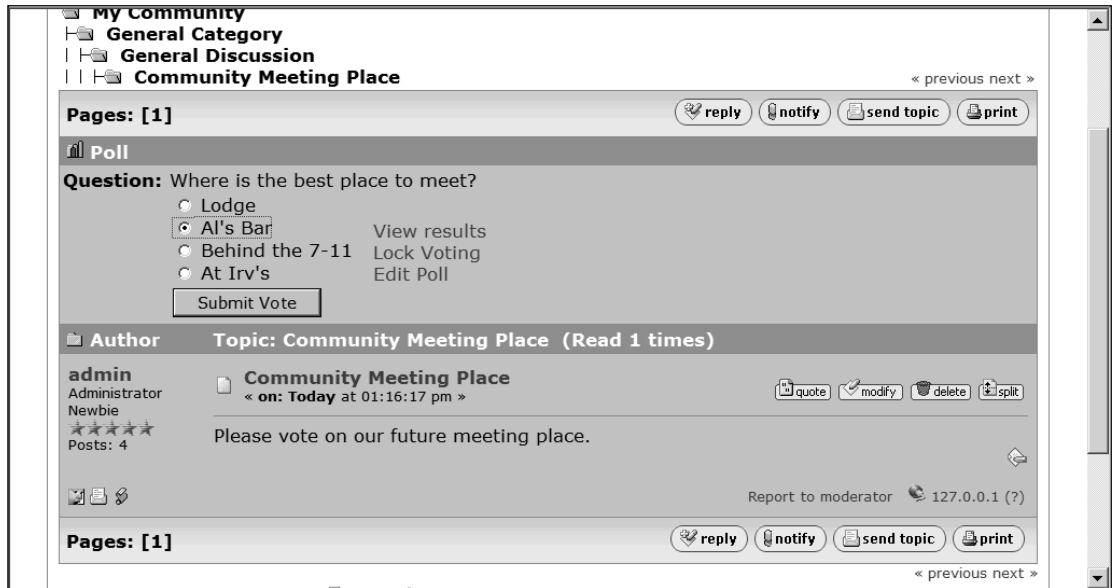 My Community
General Category
General Discussion
Community Meeting Place
« previous next »
Pages: [1] reply notify send topic print
Poll
Question: Where is the best place to meet?
Lodge
Al's Bar
View results
Behind the 7-11
Lock Voting
At Irv's
Edit Poll
Submit Vote
Author Topic: Community Meeting Place (Read 1 times)
admin
Administrator
Newbie
Posts: 4
Community Meeting Place
« on: Today at 01:16:17 pm »
quote modify delete split
Please vote on our future meeting place.
Report to moderator 127.0.0.1 (?)
Pages: [1] reply notify send topic print
« previous next »